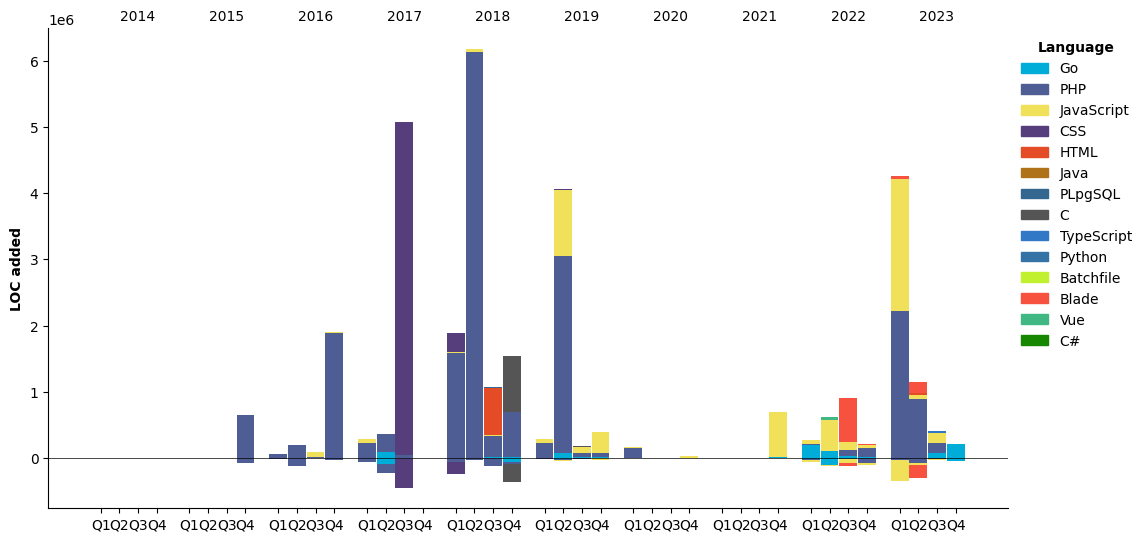 1e6
2014 2015 2016 2017 2018 2019 2020 2021 2022 2023
LOC added
6
5
4
3
2
1
0
Q1Q2Q3Q4 Q1Q2Q3Q4 Q1Q2Q3Q4 Q1Q2Q3Q4 Q1Q2Q3Q4 Q1Q2Q3Q4 Q1Q2Q3Q4 Q1Q2Q3Q4 Q1Q2Q3Q4 Q1Q2Q3Q4
Language
Go
PHP
JavaScript
CSS
HTML
Java
PLpgSQL
C
TypeScript
Python
Batchfile
Blade
Vue
C#